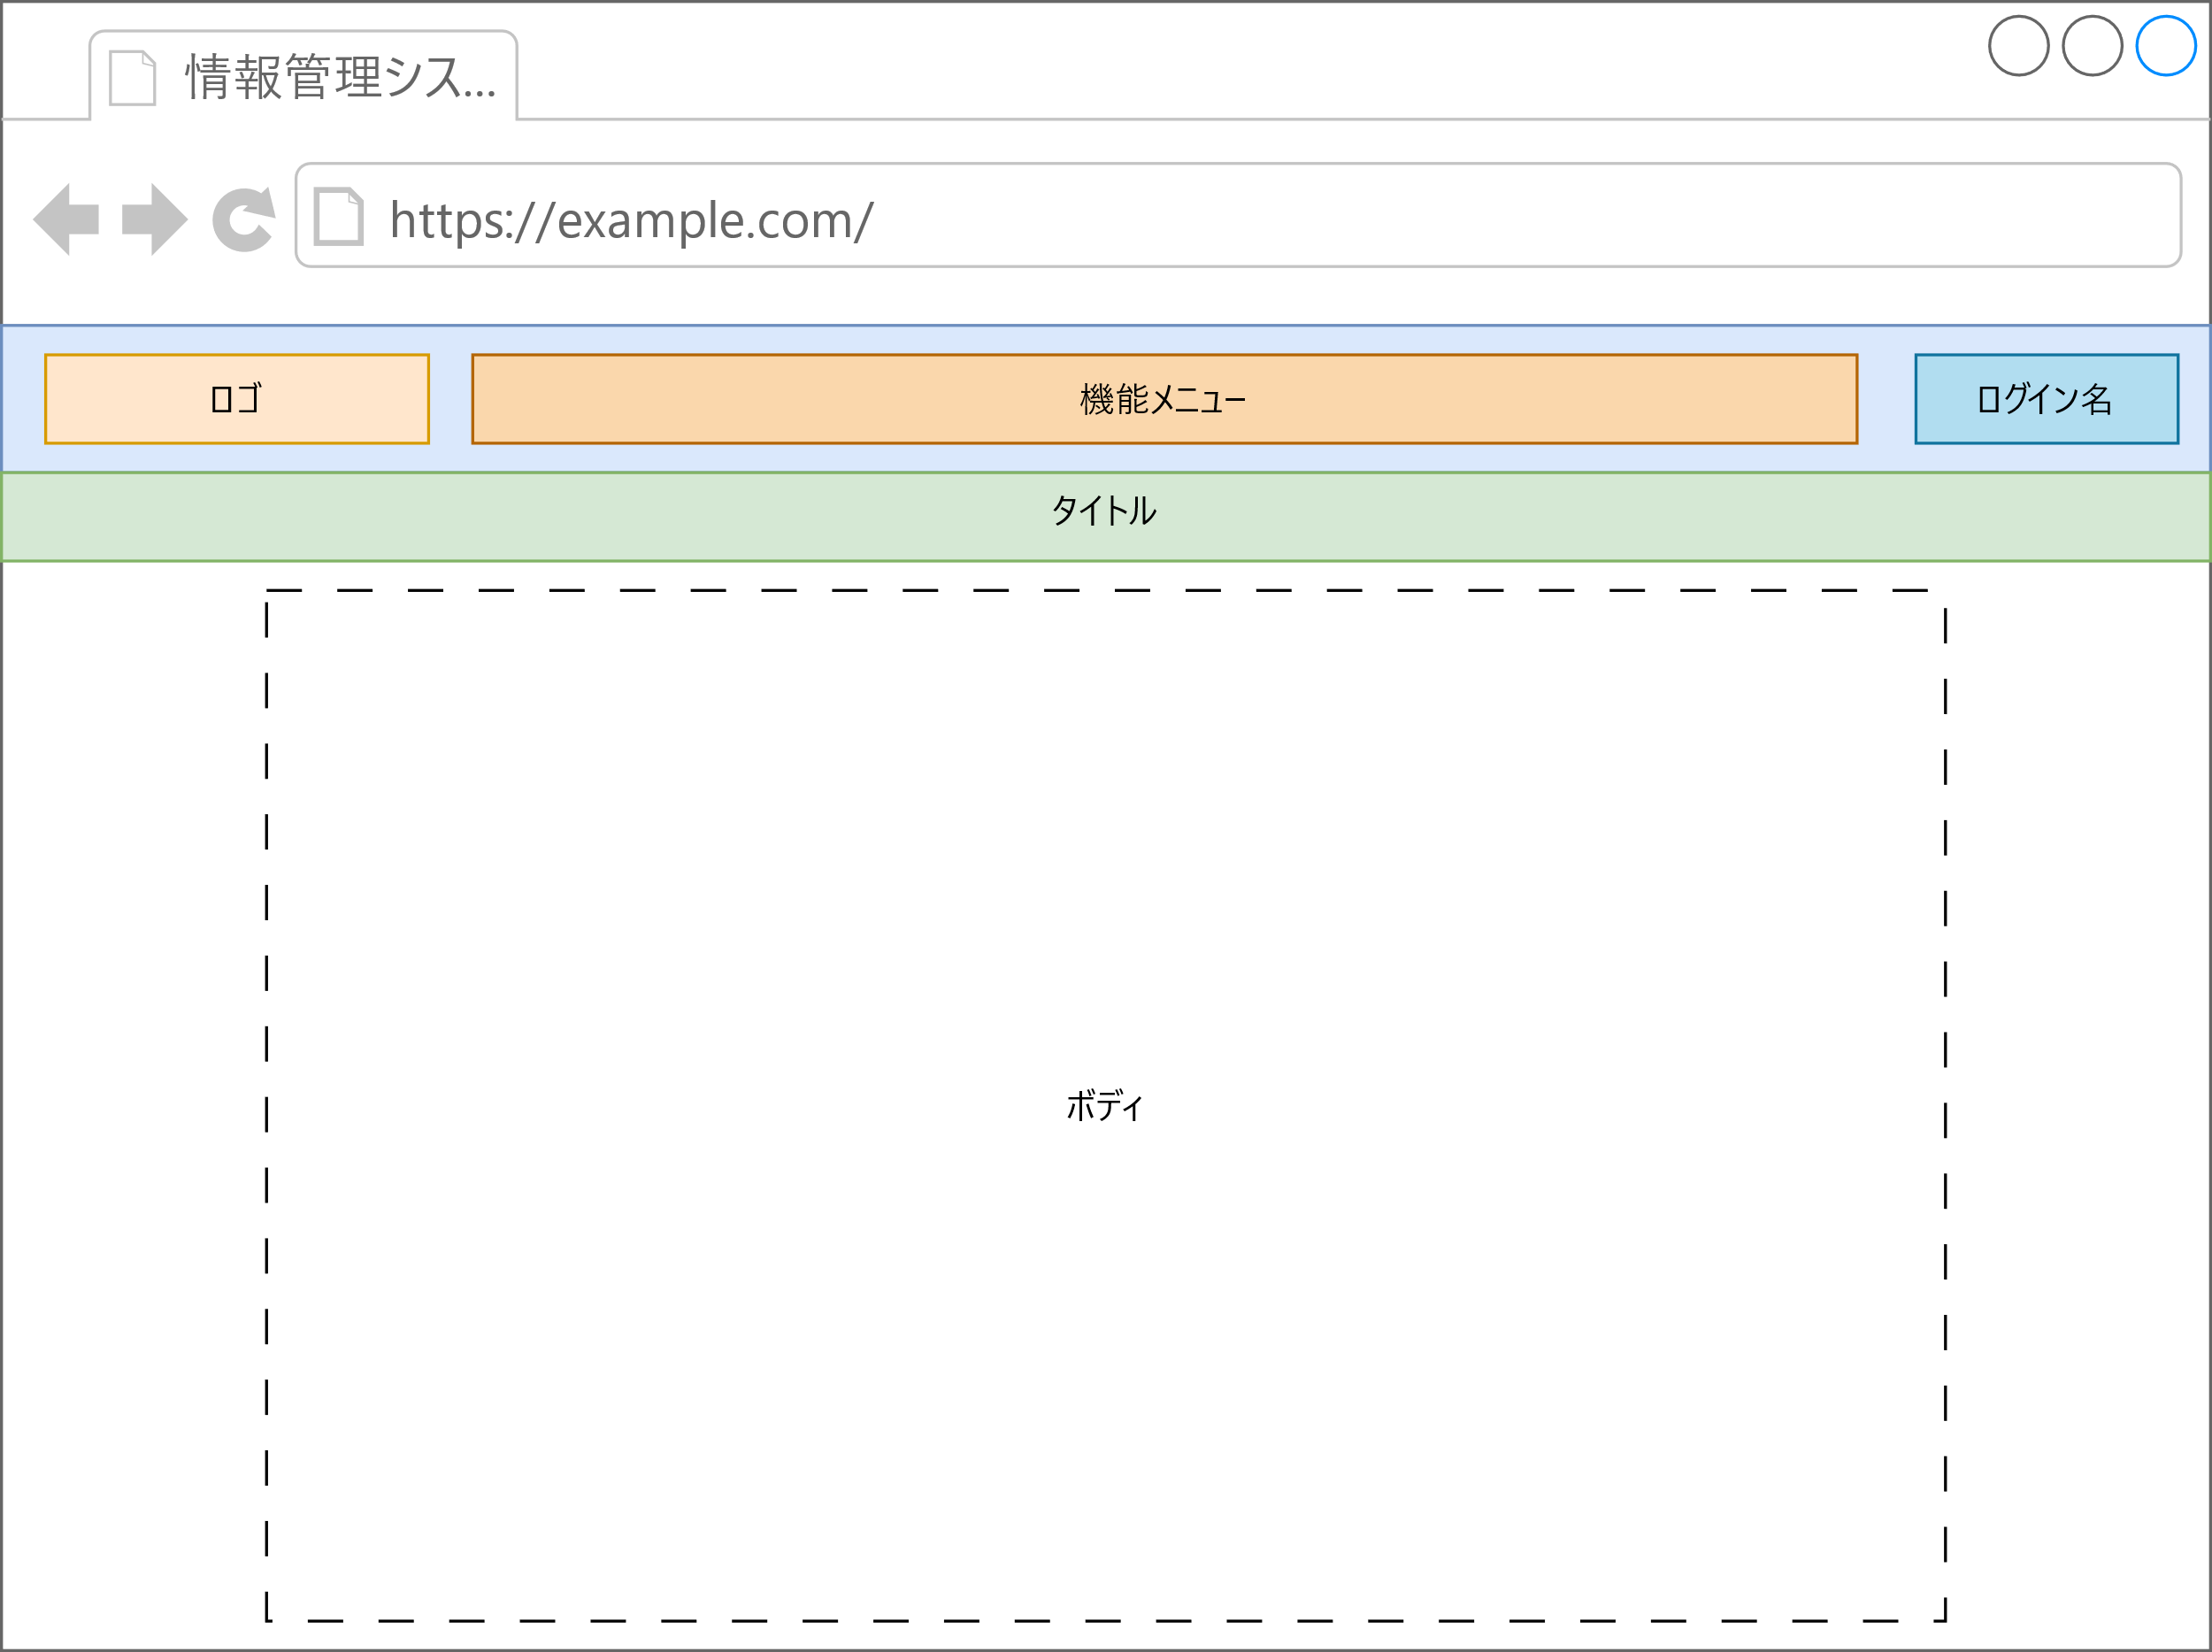 情報管理シス...
https://example.com/
ロゴ
機能メニュー
ログイン名
タイトル
ボディ